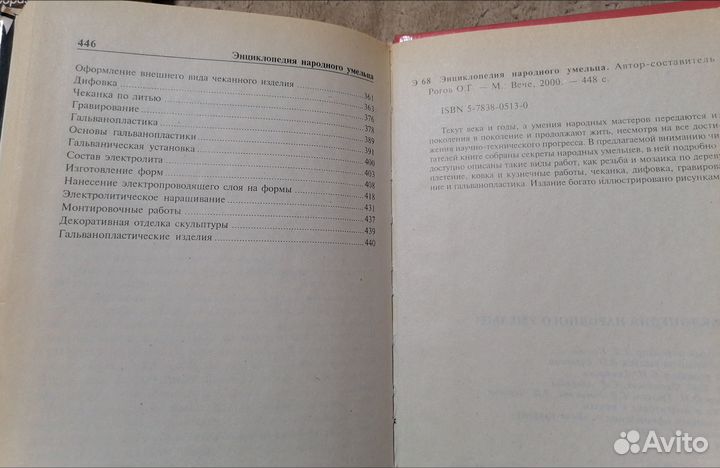 446
Энциклопедия народного умельца
Оформление внешнего вида чеканного изделия 361
Дифовка 363
Чеканка по литью 376
Гравирование 378
Гальванопластика 389
Основы гальванопластики 391
Гальваническая установка 400
Состав электролита 403
Изготовление форм 408
Нанесение электропроводящего слоя на формы 418
Электролитическое наращивание 431
Монтировочные работы 437
Декоративная отделка скульптуры 439
Гальванопластические изделия 440
Э 68 Энциклопедия народного умельца. Автор-составитель
Рогов О.Г. — М.: Вече, 2000. — 448 с.
ISBN 5-7838-0513-0
Текут века и годы, а умения народных мастеров передаются из
поколения в поколение и продолжают жить, несмотря на все дости-
жения научно-технического прогресса. В предлагаемой вниманию чи-
тателей книге собраны секреты народных умельцев, в ней подробно
доступно описаны такие виды работ, как резьба и мозаика по дереву,
плетение, ковка и кузнечные работы, чеканка, дифовка, гравирова-
ние и гальванопластика. Издание богато иллюстрировано рисунками
Avito